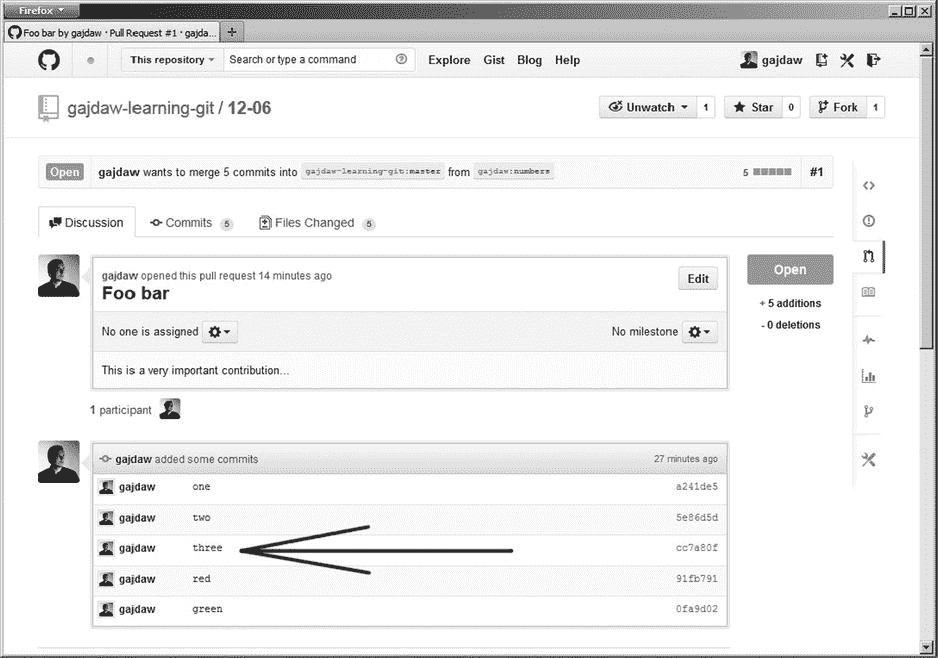 Firefox
Foo bar by gajdaw · Pull Request #1 · gajda...
This repository Search or type a command Explore Gist Blog Help gajdaw
gajdaw-learning-git / 12-06 Unwatch 1 Star 0 Fork 1
Open gajdaw wants to merge 5 commits into gajdaw-learning-git:master from gajdaw:numbers 5 #1
Discussion Commits 5 Files Changed 5
gajdaw opened this pull request 14 minutes ago
Foo bar Edit Open
+ 5 additions
- 0 deletions
No one is assigned No milestone
This is a very important contribution...
1 participant
gajdaw added some commits 27 minutes ago
gajdaw one a241de5
gajdaw two 5e86d5d
gajdaw three cc7a80f
gajdaw red 91fb791
gajdaw green 0fa9d02